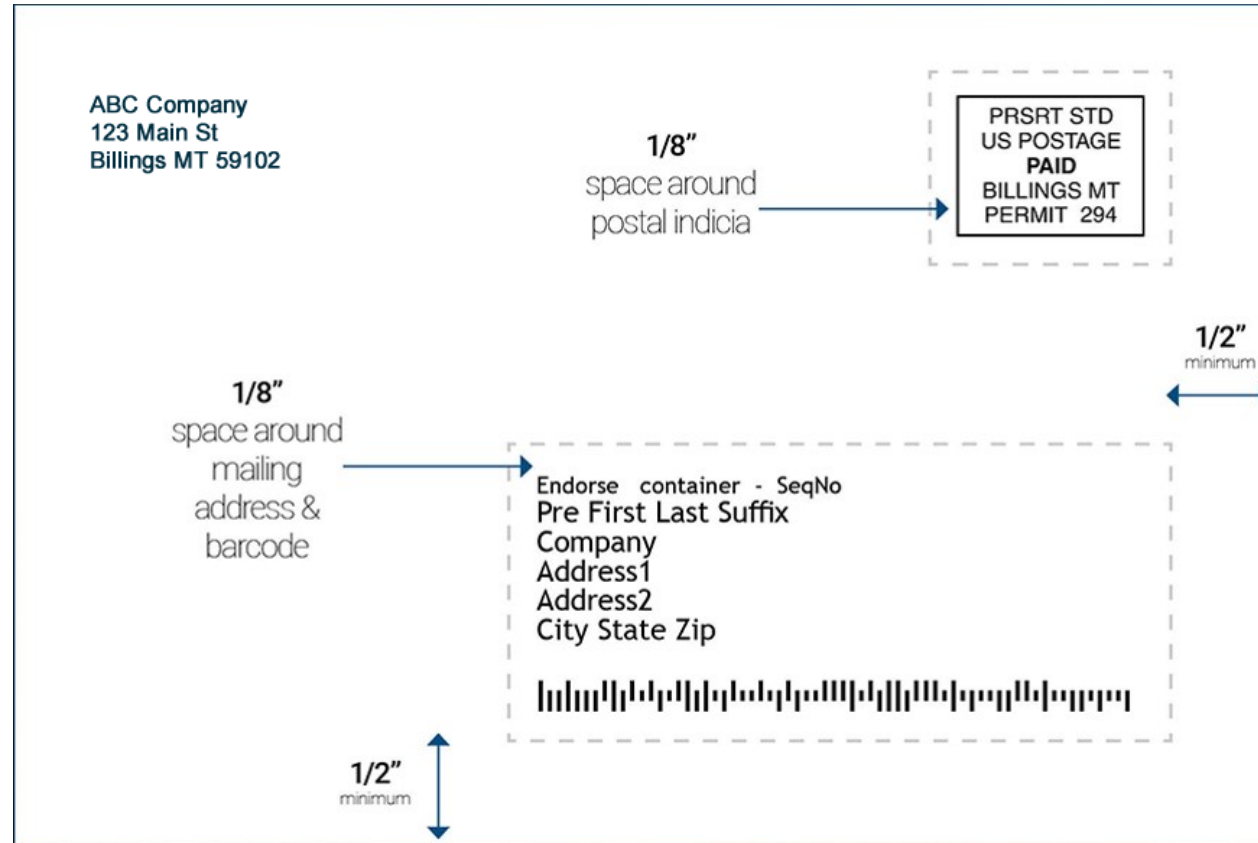 ABC Company
123 Main St
Billings MT 59102
1/8”
space around
postal indicia
PRSRT STD
US POSTAGE
PAID
BILLINGS MT
PERMIT 294
1/2”
minimum
1/8”
space around
mailing
address &
barcode
Endorse container - SeqNo
Pre First Last Suffix
Company
Address1
Address2
City State Zip
1/2”
minimum